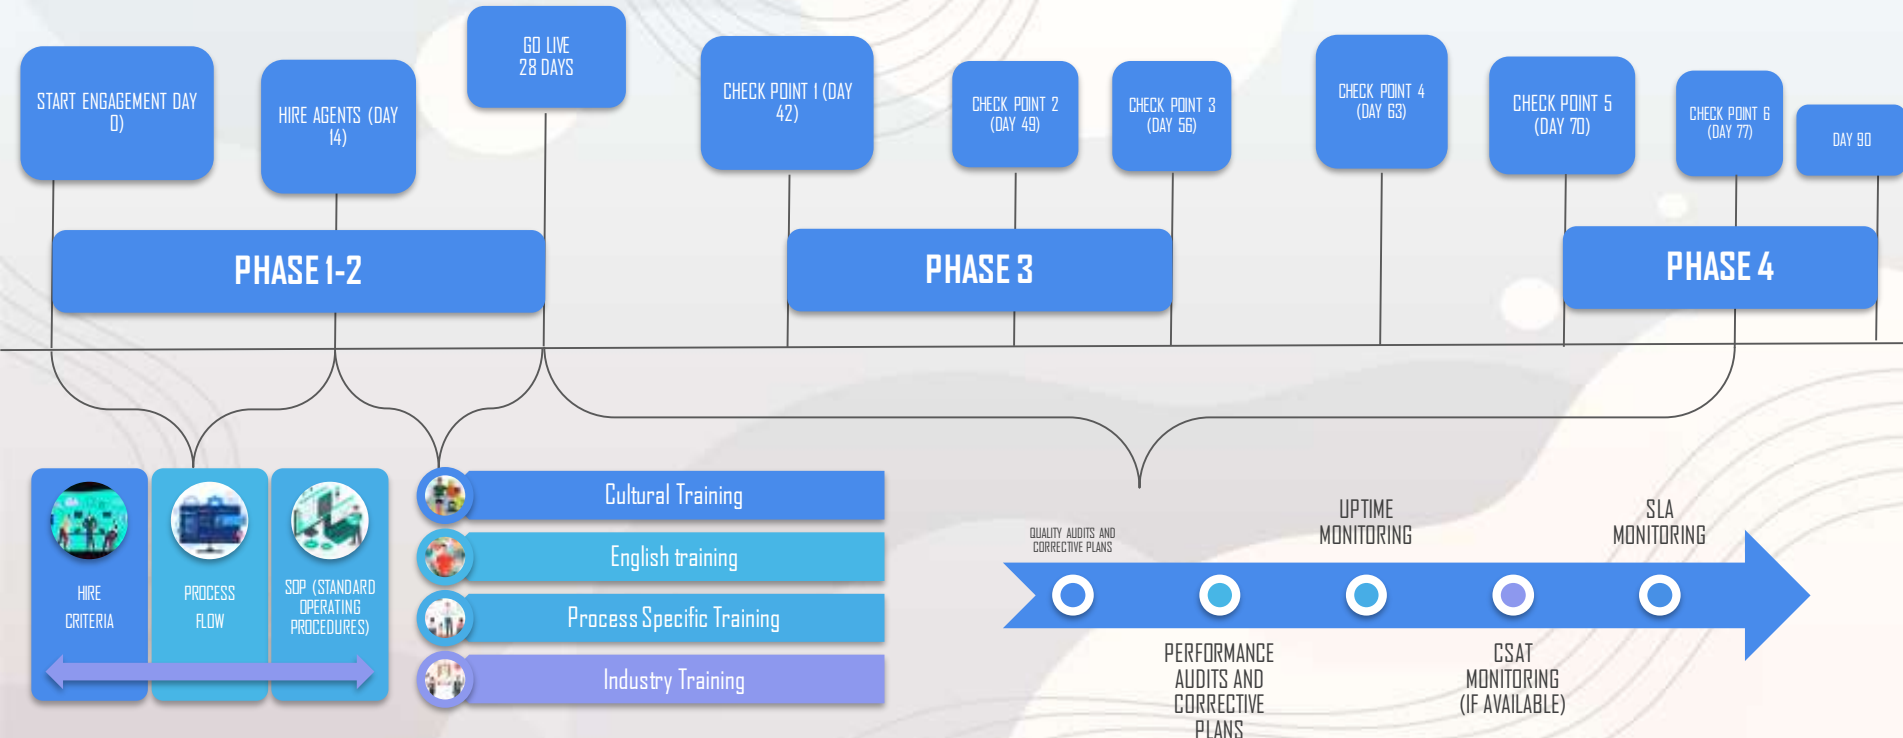 START ENGAGEMENT DAY
0)
HIRE AGENTS (DAY
14)
GO LIVE
28 DAYS
CHECK POINT 1 (DAY
42)
CHECK POINT 2
(DAY 49)
CHECK POINT 3
(DAY 56)
CHECK POINT 4
(DAY 63)
CHECK POINT 5
(DAY 70)
CHECK POINT 6
(DAY 77)
DAY 90
PHASE 1-2
PHASE 3
PHASE 4
HIRE
CRITERIA
PROCESS
FLOW
SOP (STANDARD
OPERATING
PROCEDURES)
Cultural Training
English training
Process Specific Training
Industry Training
QUALITY AUDITS AND
CORRECTIVE PLANS
PERFORMANCE
AUDITS AND
CORRECTIVE
PLANS
UPTIME
MONITORING
CSAT
MONITORING
(IF AVAILABLE)
SLA
MONITORING